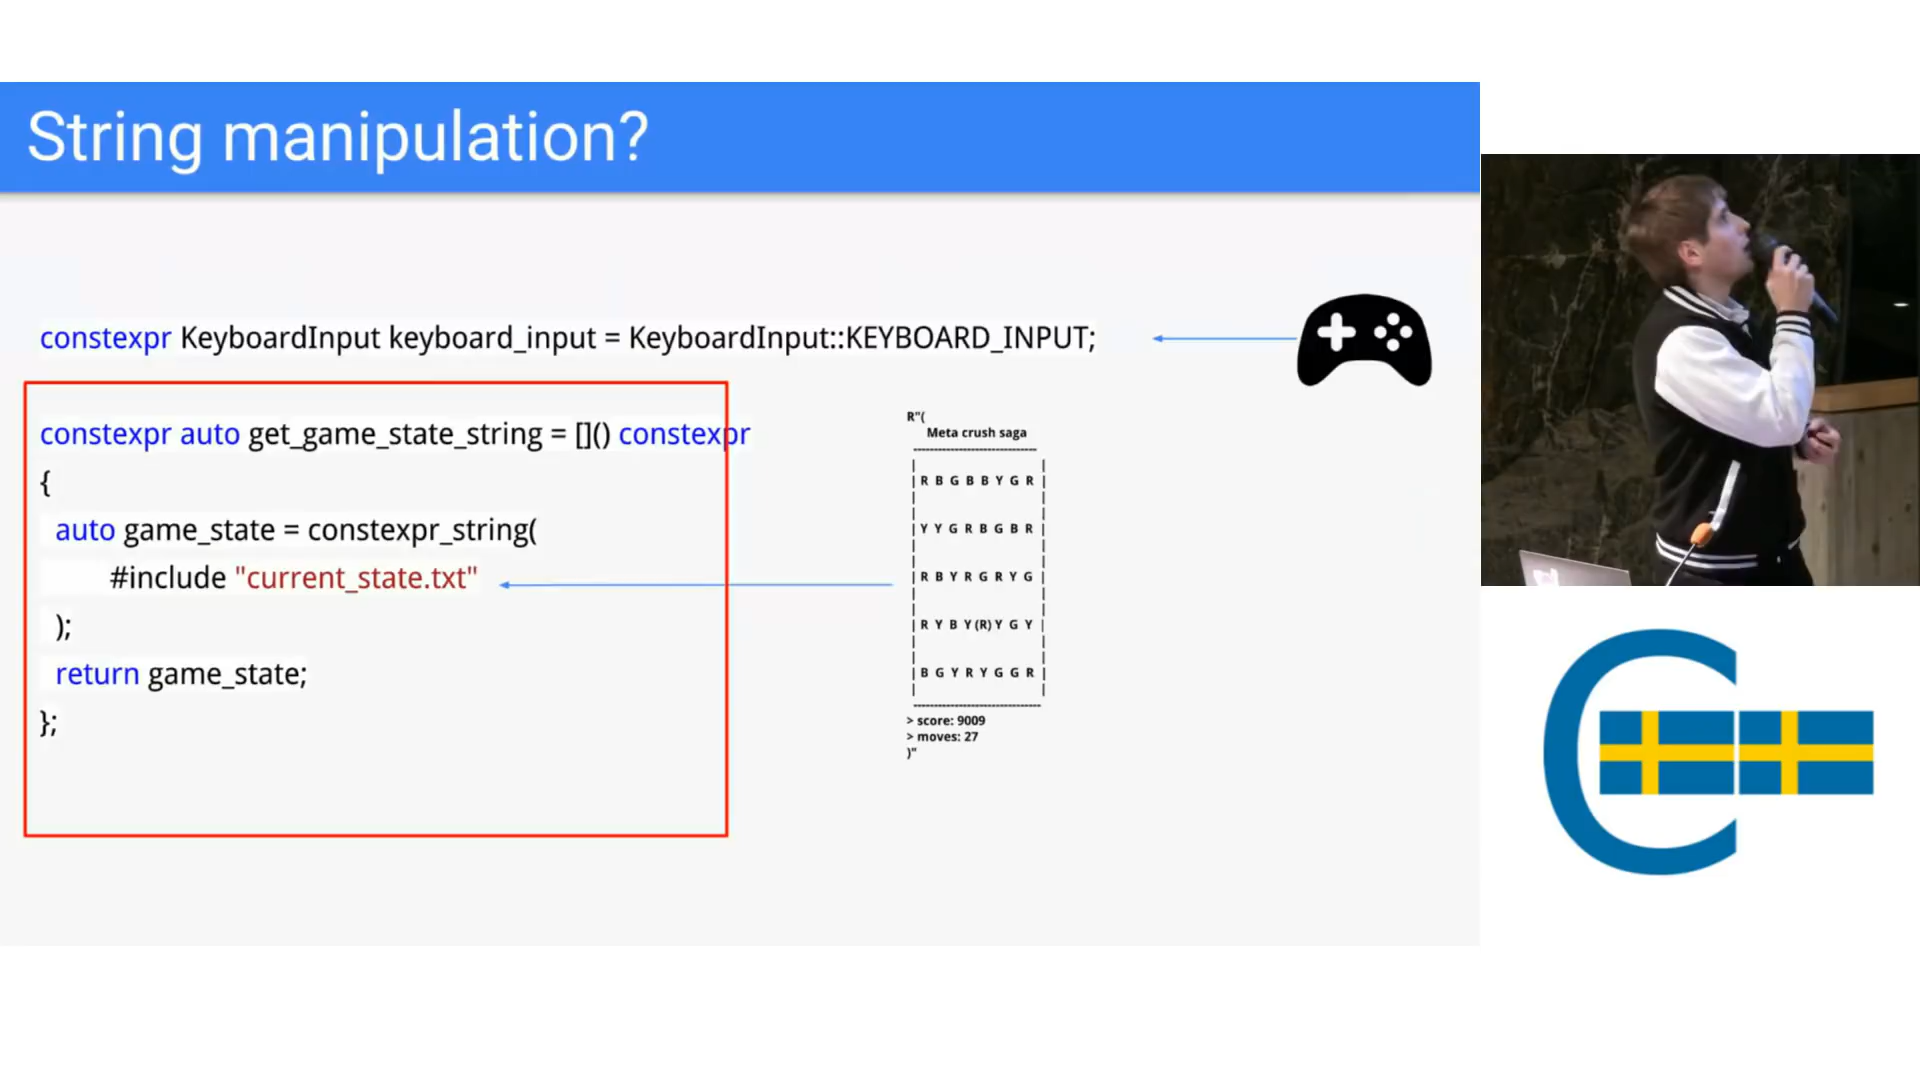 String manipulation?
constexpr KeyboardInput keyboard_input = KeyboardInput::KEYBOARD_INPUT;
constexpr auto get_game_state_string = []() constexpr
{
auto game_state = constexpr_string(
#include "current_state.txt"
);
return game_state;
};
R"(
Meta crush saga
------------------------------
|                              |
| R B G B B Y G R |
|                              |
|                              |
| Y Y G R B G B R |
|                              |
|                              |
| R B Y R G R Y G |
|                              |
|                              |
| R Y B Y (R) Y G Y |
|                              |
|                              |
| B G Y R Y G G R |
|                              |
-------------------------------
> score: 9009
> moves: 27
)"